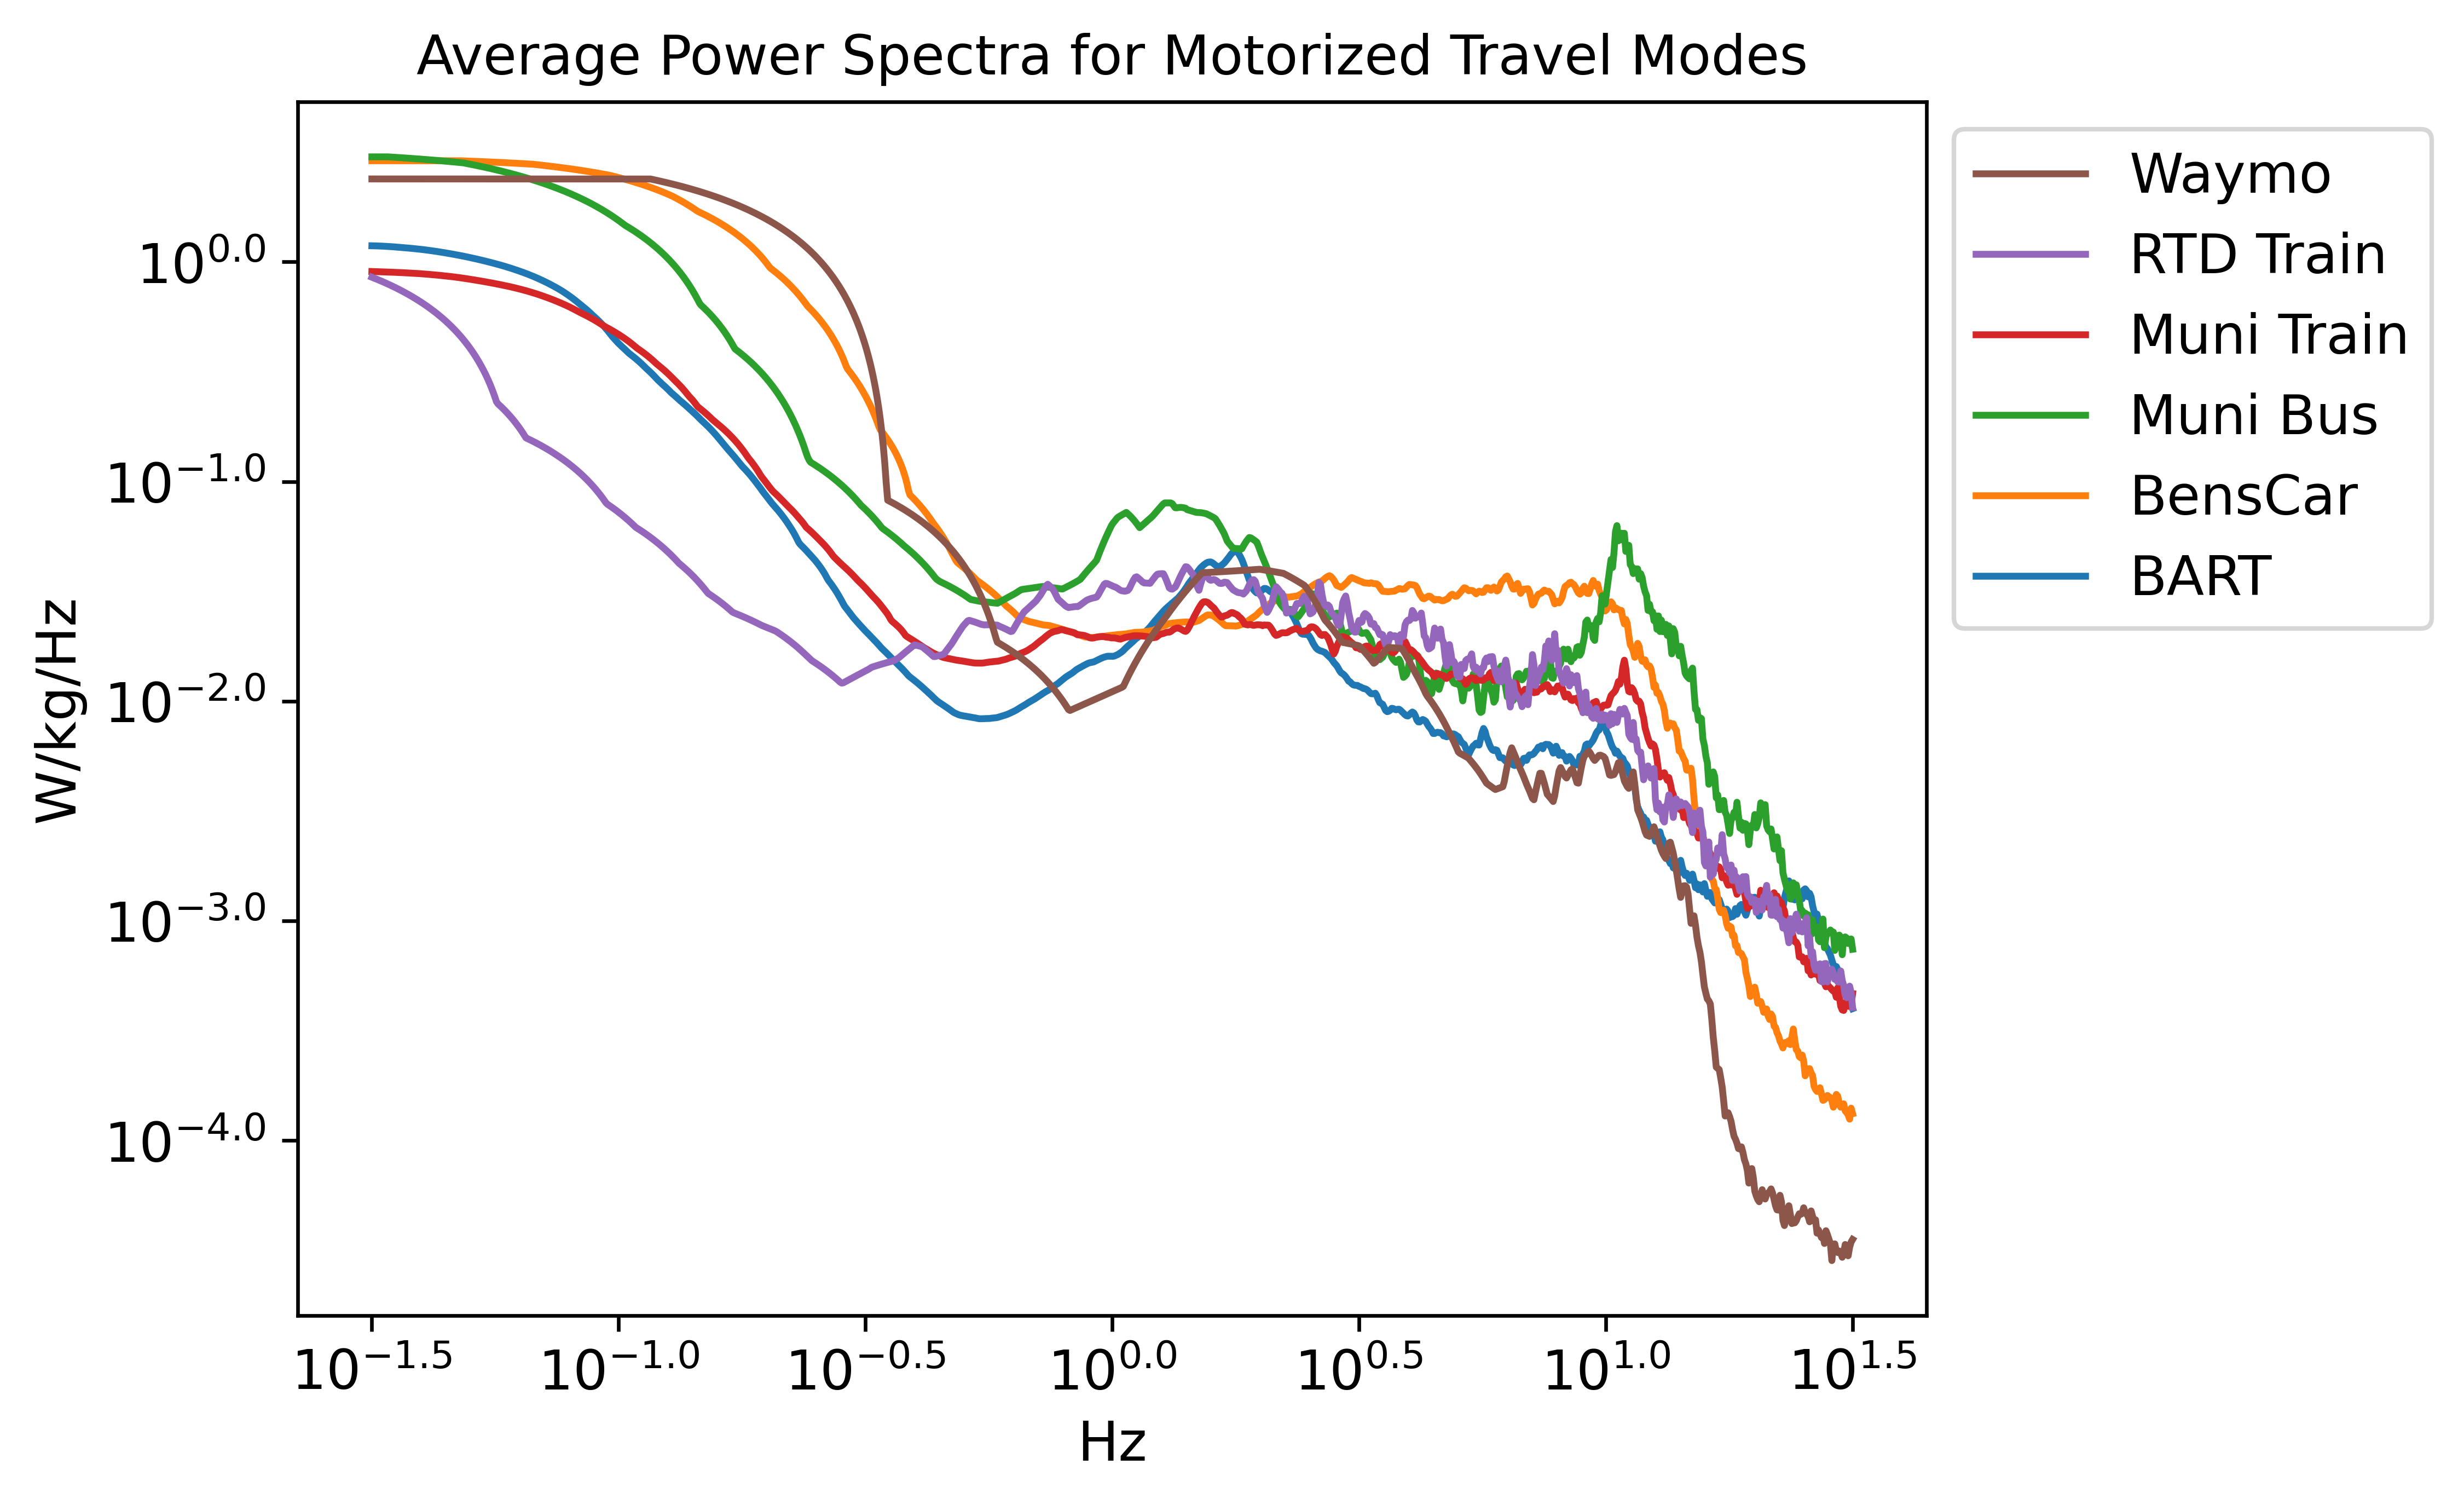 Average Power Spectra for Motorized Travel Modes
W/kg/Hz
10^0.0
10^−1.0
10^−2.0
10^−3.0
10^−4.0
10^−1.5
10^−1.0
10^−0.5
10^0.0
10^0.5
10^1.0
10^1.5
Hz
Waymo
RTD Train
Muni Train
Muni Bus
BensCar
BART